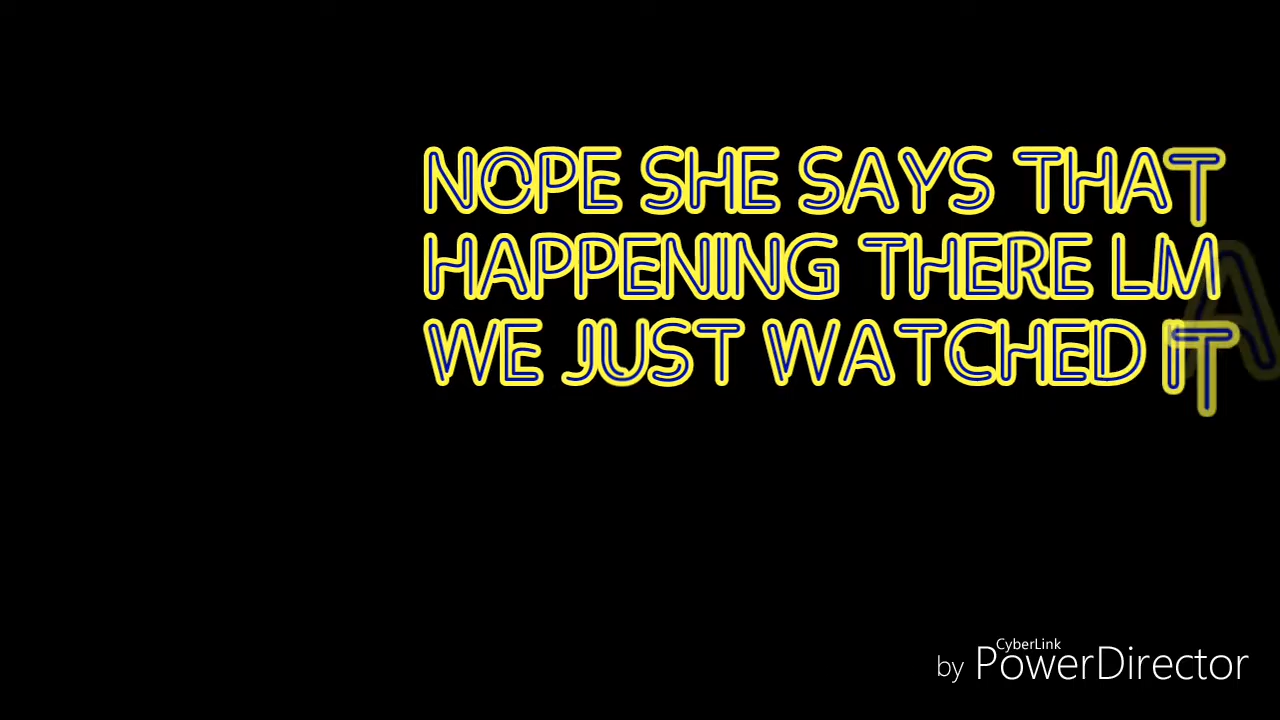 NOPE SHE SAYS THAT
HAPPENING THERE LM
WE JUST WATCHED IT
CyberLink
by PowerDirector